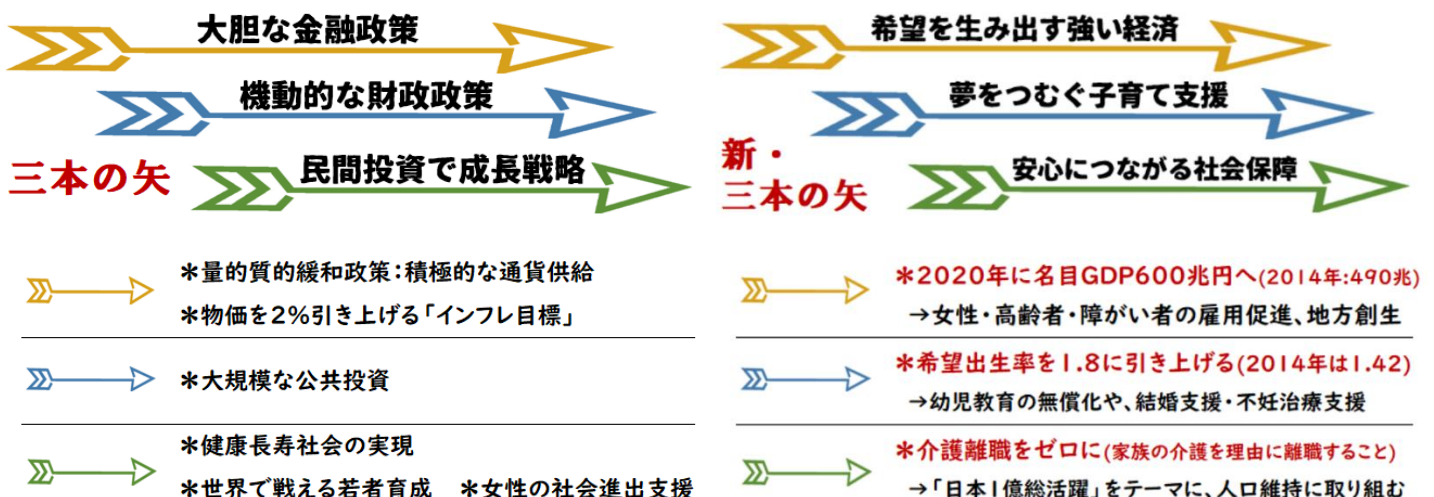 大胆な金融政策
機動的な財政政策
民間投資で成長戦略
三本の矢
＊量的質的緩和政策：積極的な通貨供給
＊物価を2%引き上げる「インフレ目標」
＊大規模な公共投資
＊健康長寿社会の実現
＊世界で戦える若者育成　＊女性の社会進出支援
希望を生み出す強い経済
夢をつむぐ子育て支援
安心につながる社会保障
新・
三本の矢
＊2020年に名目GDP600兆円へ(2014年:490兆)
→女性・高齢者・障がい者の雇用促進、地方創生
＊希望出生率を1.8に引き上げる(2014年は1.42)
→幼児教育の無償化や、結婚支援・不妊治療支援
＊介護離職をゼロに(家族の介護を理由に離職すること)
→「日本1億総活躍」をテーマに、人口維持に取り組む